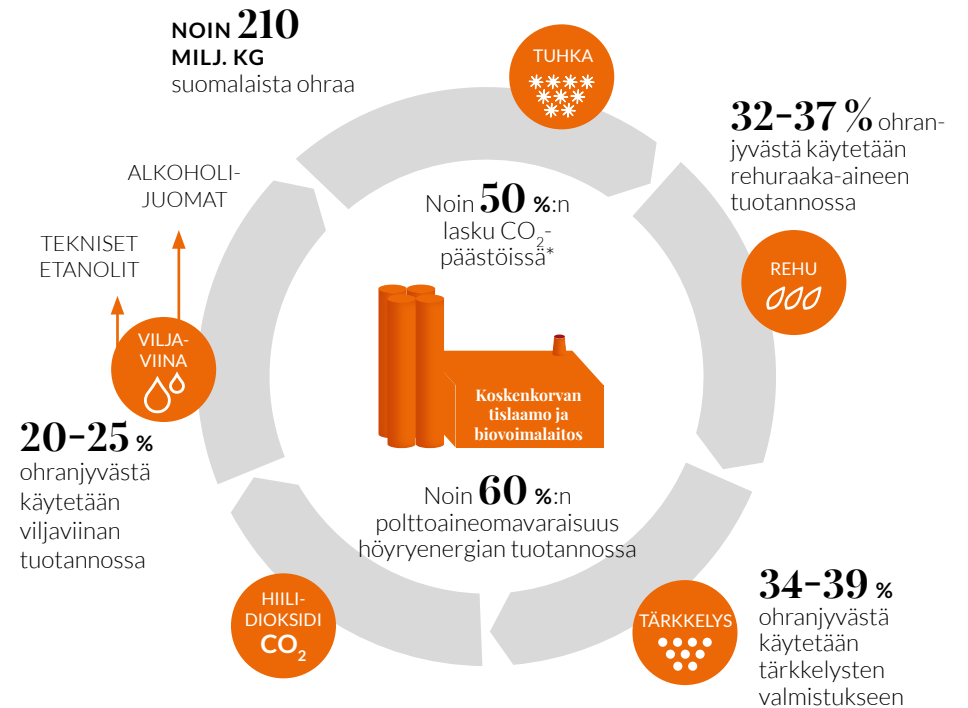 NOIN 210
MILJ. KG
suomalaista ohraa
TUHKA
32–37 % ohran-
jyvästä käytetään
rehuraaka-aineen
tuotannossa
REHU
ALKOHOLI-
JUOMAT
TEKNISET
ETANOLIT
VILJA-
VIINA
20–25 %
ohranjyvästä
käytetään
viljaviinan
tuotannossa
Noin 50 %:n
lasku CO₂-
päästöissä*
Koskenkorvan
tislaamo ja
biovoimalaitos
Noin 60 %:n
polttoaineomavaraisuus
höyryenergian tuotannossa
HIILI-
DIOKSIDI
CO₂
TÄRKKELYS
34–39 %
ohranjyvästä
käytetään
tärkkelysten
valmistukseen